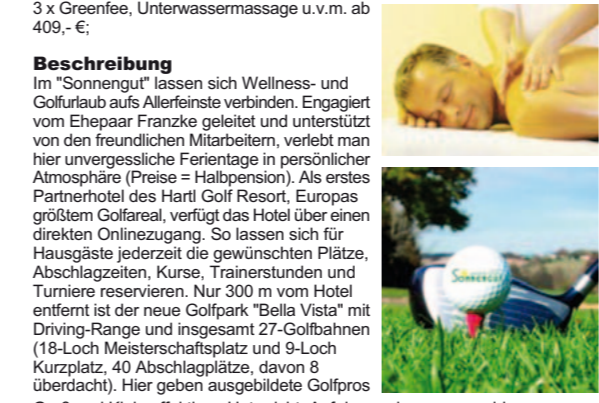 3 x Greenfee, Unterwassermassage u.v.m. ab
409,- €;
Beschreibung
Im "Sonnengut" lassen sich Wellness- und
Golfurlaub aufs Allerfeinste verbinden. Engagiert
vom Ehepaar Franzke geleitet und unterstützt
von den freundlichen Mitarbeitern, verlebt man
hier unvergessliche Ferientage in persönlicher
Atmosphäre (Preise = Halbpension). Als erstes
Partnerhotel des Hartl Golf Resort, Europas
größtem Golfareal, verfügt das Hotel über einen
direkten Onlinezugang. So lassen sich für
Hausgäste jederzeit die gewünschten Plätze,
Abschlagzeiten, Kurse, Trainerstunden und
Turniere reservieren. Nur 300 m vom Hotel
entfernt ist der neue Golfpark "Bella Vista" mit
Driving-Range und insgesamt 27-Golfbahnen
(18-Loch Meisterschaftsplatz und 9-Loch
Kurzplatz, 40 Abschlagplätze, davon 8
überdacht). Hier geben ausgebildete Golfpros
SONNENGUT